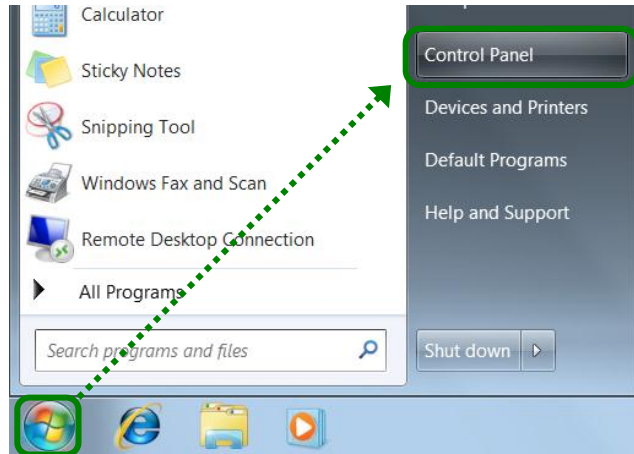 Calculator
Sticky Notes
Snipping Tool
Windows Fax and Scan
Remote Desktop Connection
All Programs
Search programs and files
Control Panel
Devices and Printers
Default Programs
Help and Support
Shut down